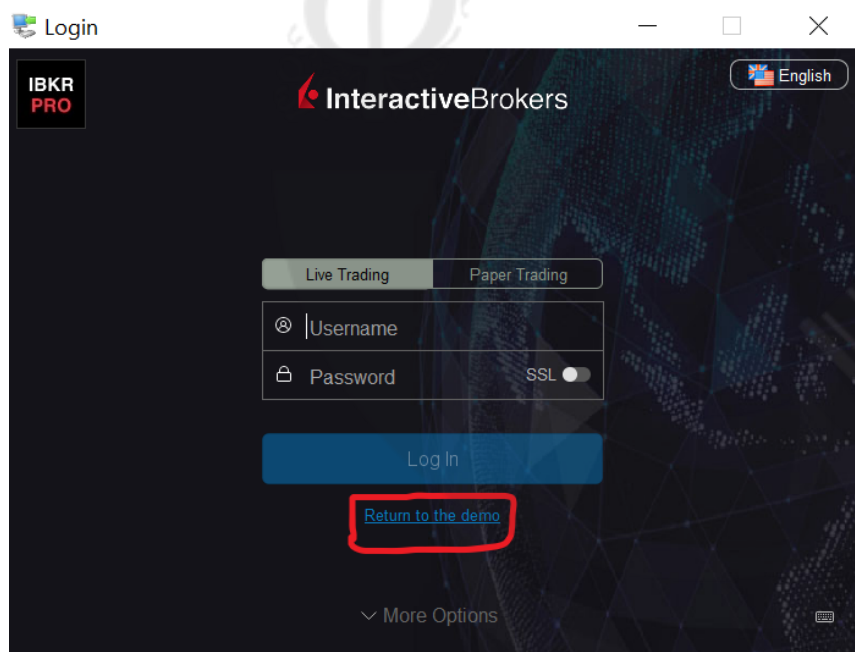 Login
IBKR
PRO
InteractiveBrokers
English
Live Trading
Paper Trading
Username
Password
SSL
Log In
Return to the demo
More Options